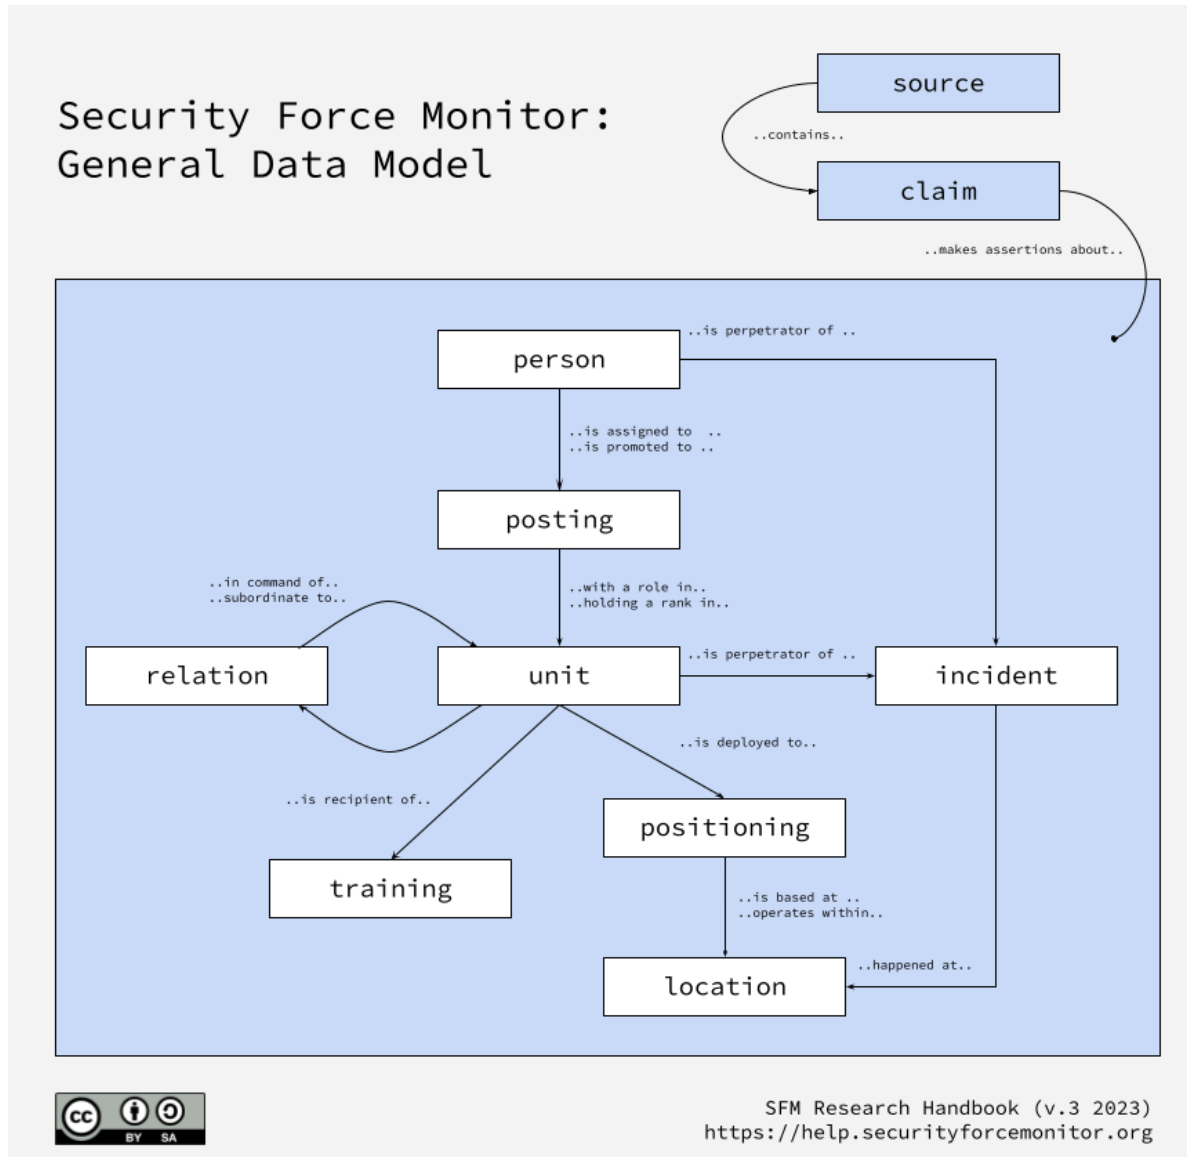 Security Force Monitor:
General Data Model
source
..contains..
claim
..makes assertions about..
person
..is perpetrator of ..
..is assigned to  ..
..is promoted to ..
posting
..in command of..
..subordinate to..
..with a role in..
..holding a rank in..
relation
unit
..is perpetrator of ..
incident
..is deployed to..
..is recipient of..
positioning
training
..is based at ..
..operates within..
location
..happened at..
cc
BY SA
SFM Research Handbook (v.3 2023)
https://help.securityforcemonitor.org